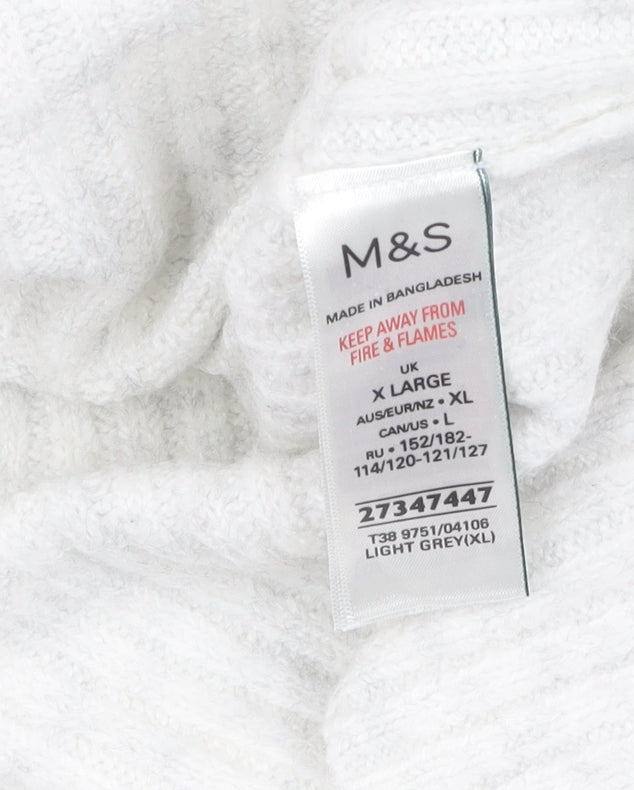 M&S
MADE IN BANGLADESH
KEEP AWAY FROM
FIRE & FLAMES
UK
X LARGE
AUS/EUR/NZ • XL
CAN/US • L
RU • 152/182-
114/120-121/127
27347447
T38 9751/04106
LIGHT GREY(XL)